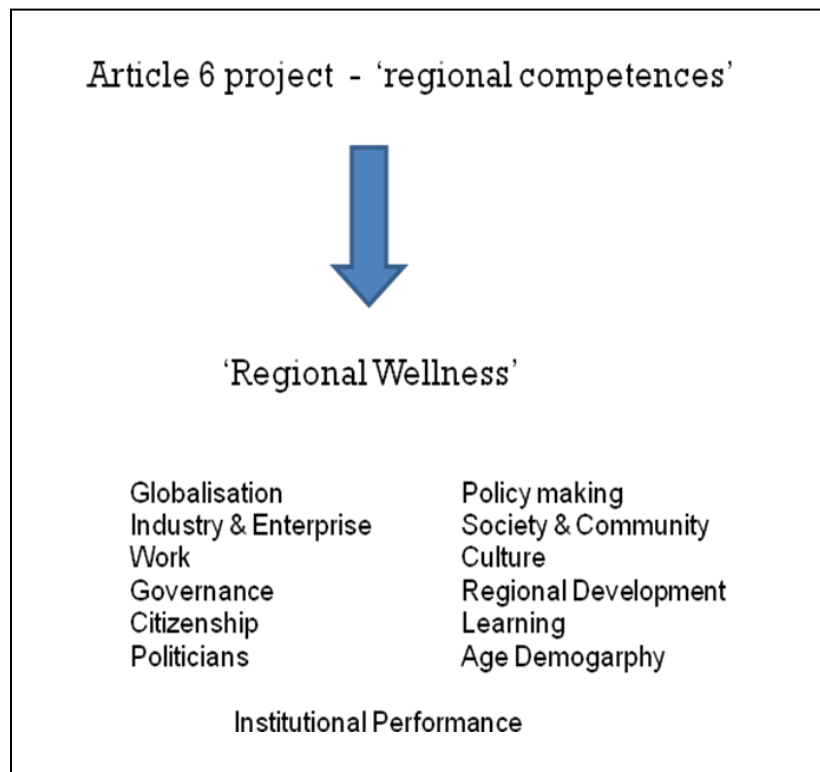 Article 6 project - ‘regional competences’
‘Regional Wellness’
Globalisation
Industry & Enterprise
Work
Governance
Citizenship
Politicians
Policy making
Society & Community
Culture
Regional Development
Learning
Age Demogarphy
Institutional Performance